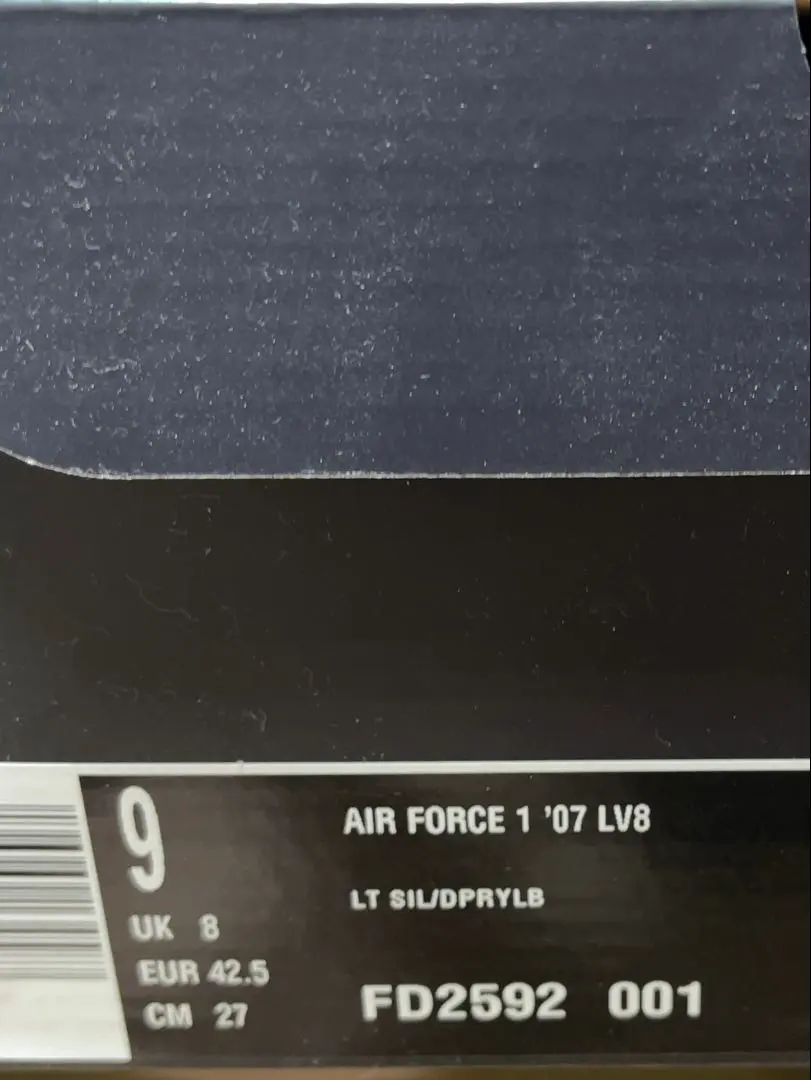 9
UK 8
EUR 42.5
CM 27
AIR FORCE 1 '07 LV8
LT SIL/DPRYLB
FD2592 001